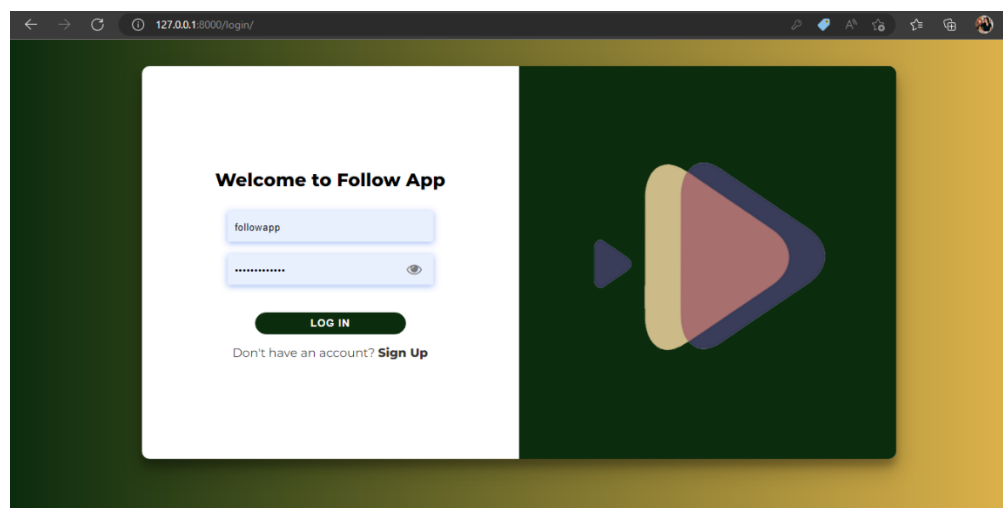 127.0.0.1:8000/login/
Welcome to Follow App
followapp
•••••••••••••
LOG IN
Don't have an account? Sign Up